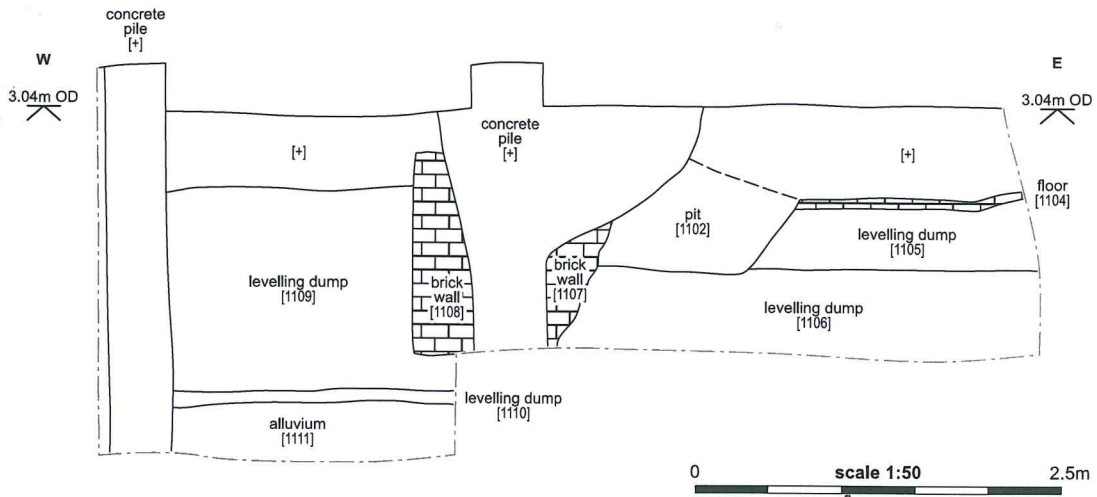 concrete
pile
[+]
W
E
3.04m OD
3.04m OD
concrete
pile
[+]
[+]
[+]
floor
[1104]
pit
[1102]
levelling dump
[1105]
levelling dump
[1109]
brick
wall
[1108]
brick
wall
[1107]
levelling dump
[1106]
levelling dump
[1110]
alluvium
[1111]
0
scale 1:50
2.5m